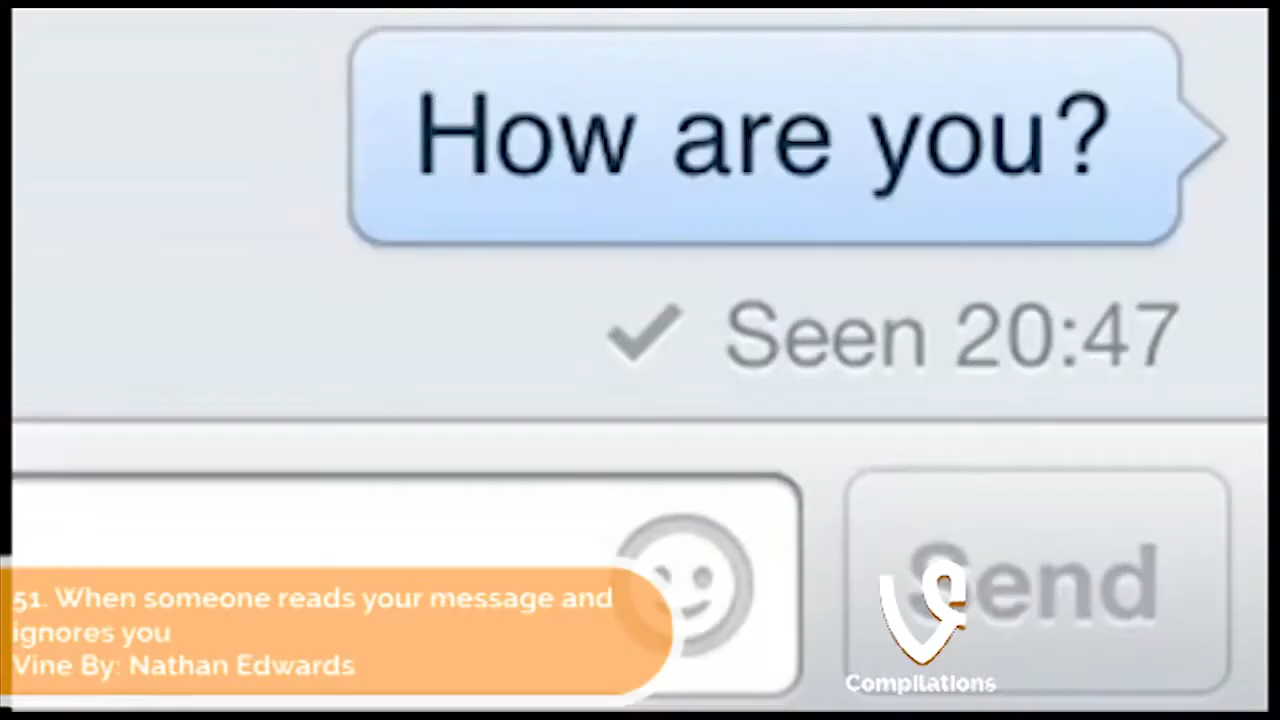 How are you?
Seen 20:47
Send
51. When someone reads your message and
ignores you
Vine By: Nathan Edwards
Compilations